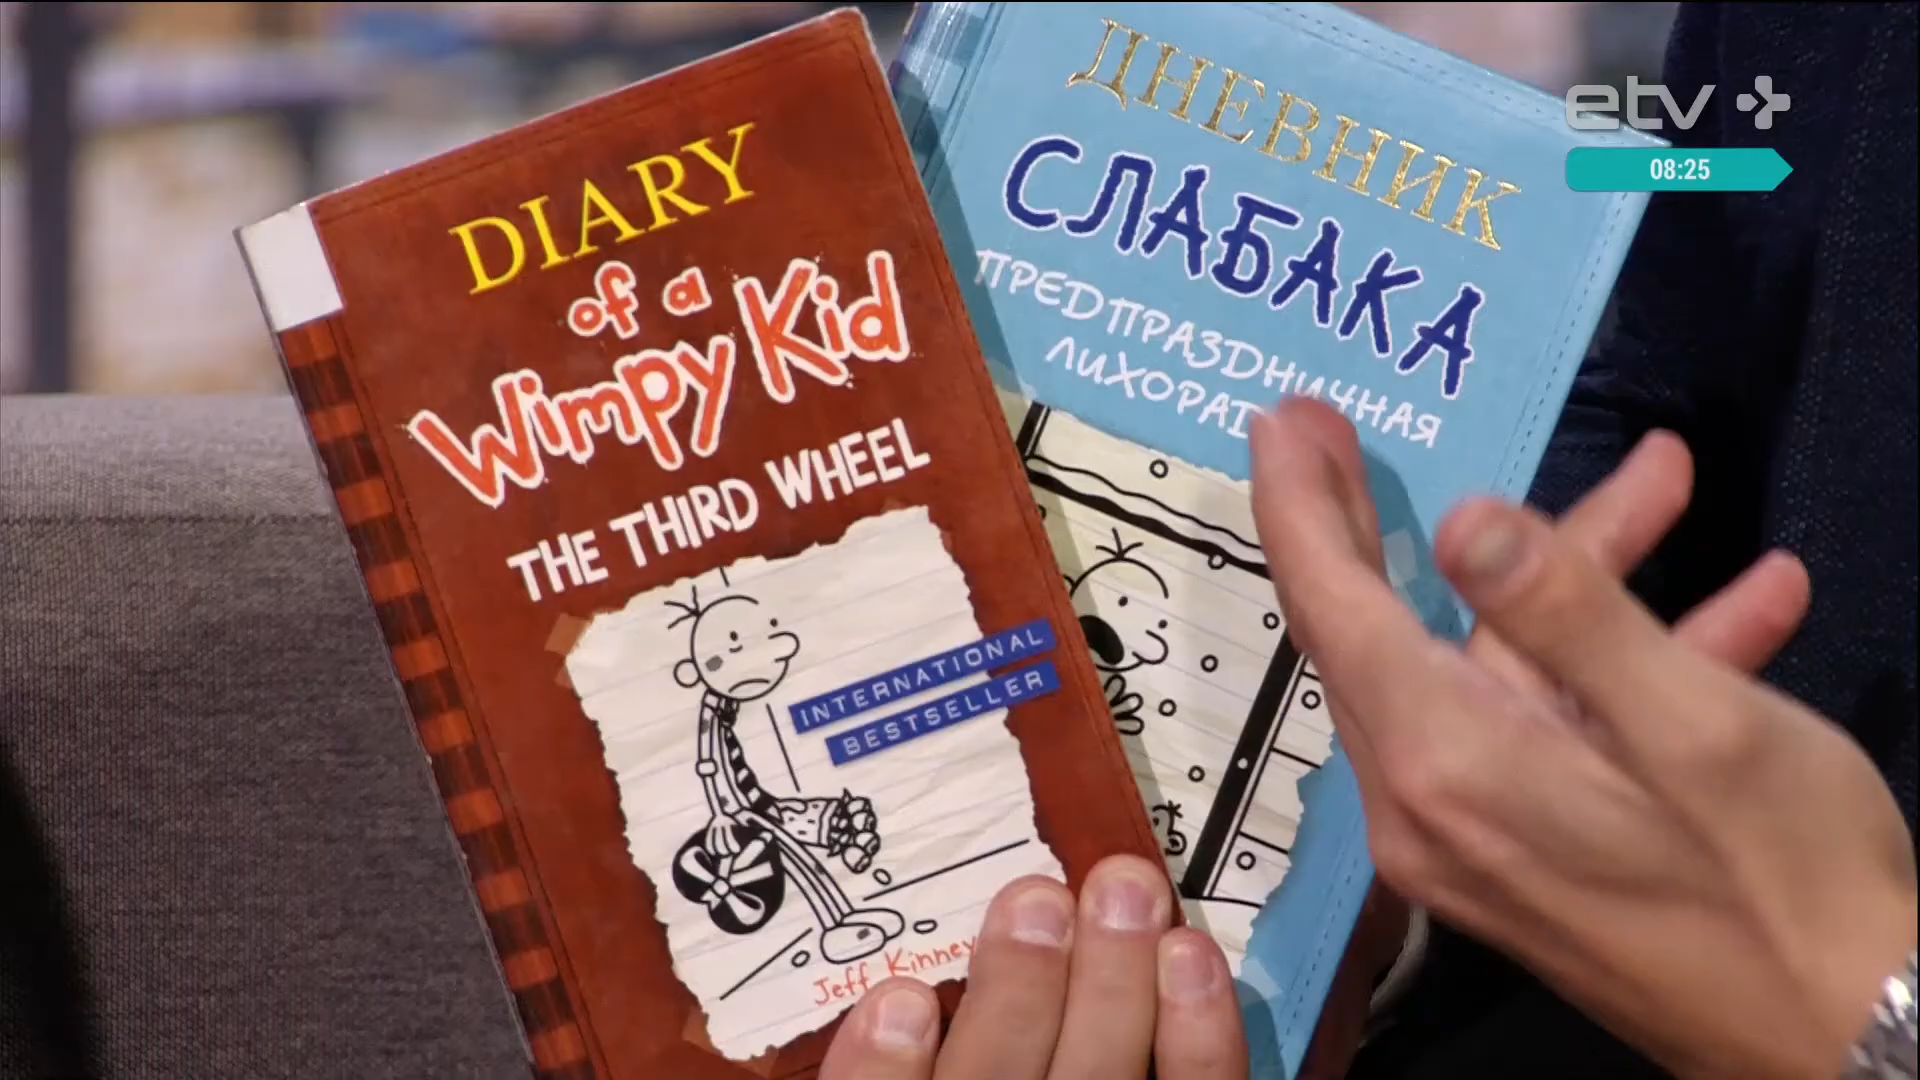 DIARY
of a
Wimpy Kid
THE THIRD WHEEL
INTERNATIONAL
BESTSELLER
Jeff Kinney
ДНЕВНИК
СЛАБАКА
ПРЕДПРАЗДНИЧНАЯ
etv+
08:25